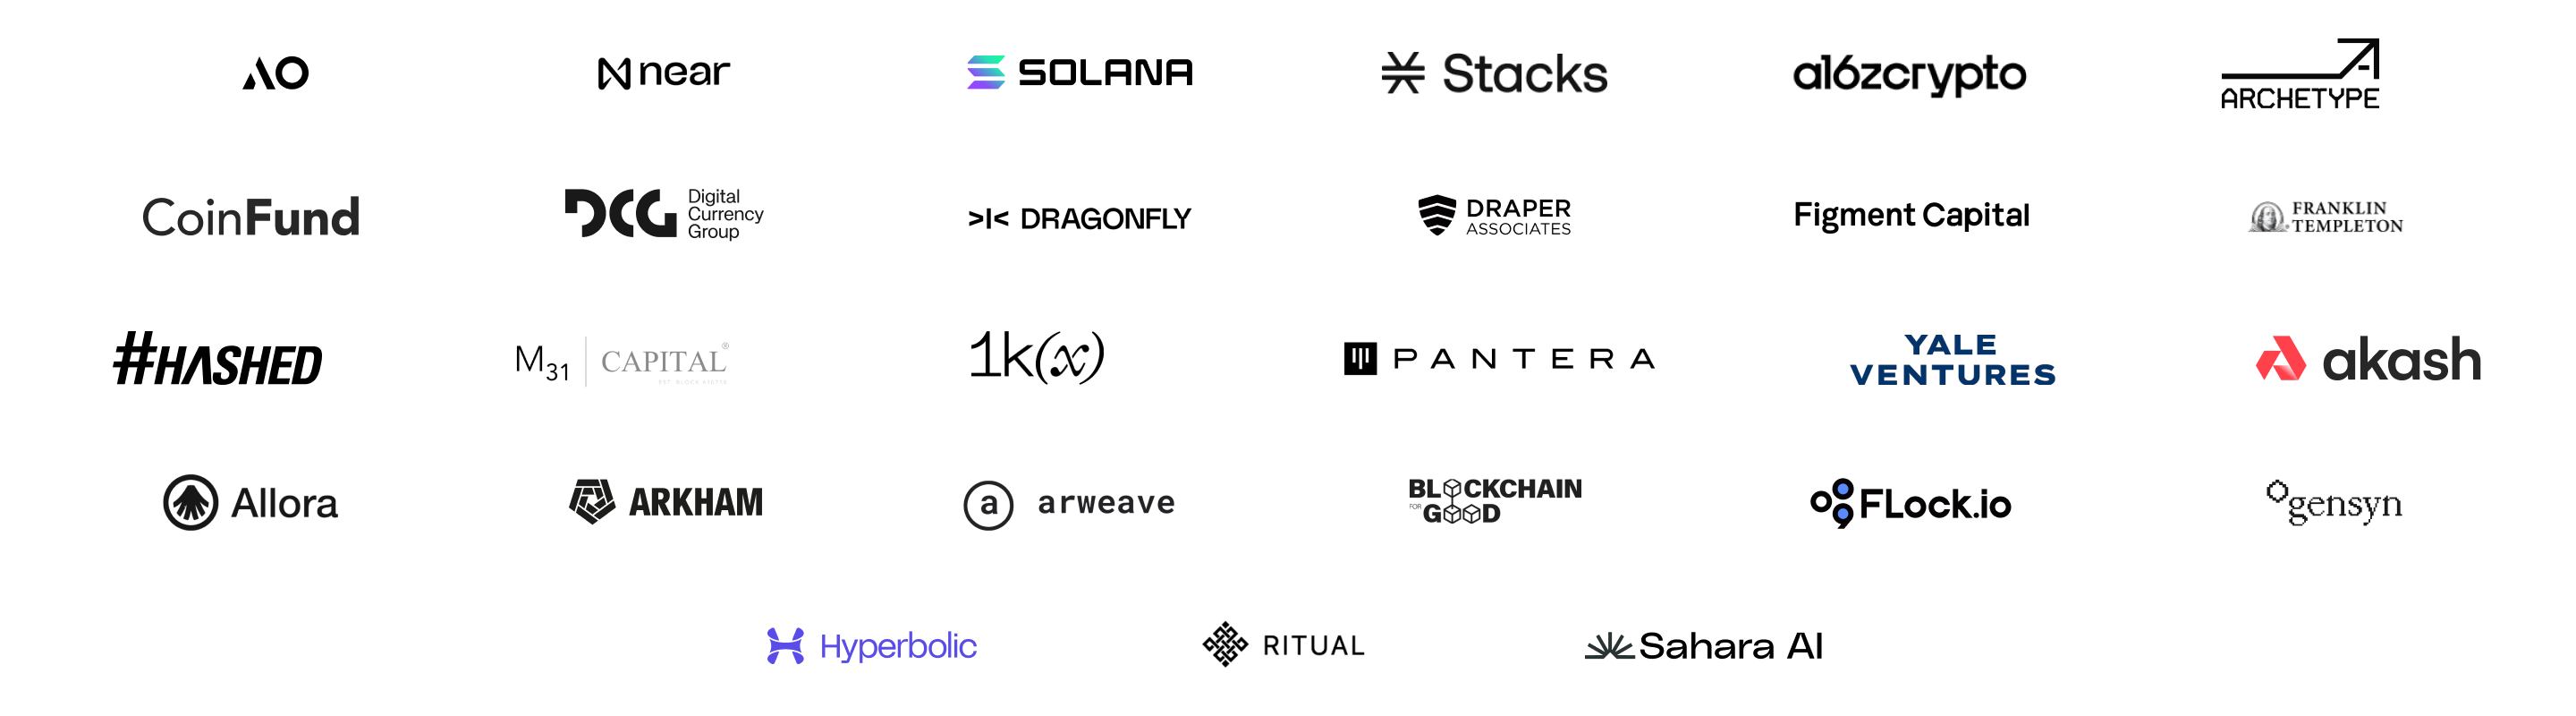 AO
near
SOLANA
Stacks
a16zcrypto
ARCHETYPE
CoinFund
DCG
Digital
Currency
Group
DRAGONFLY
DRAPER
ASSOCIATES
Figment Capital
FRANKLIN
TEMPLETON
#HASHED
M31
CAPITAL®
1k(x)
PANTERA
YALE
VENTURES
akash
Allora
ARKHAM
a
arweave
BLOCKCHAIN
FOR GOOD
FLock.io
gensyn
Hyperbolic
RITUAL
Sahara AI